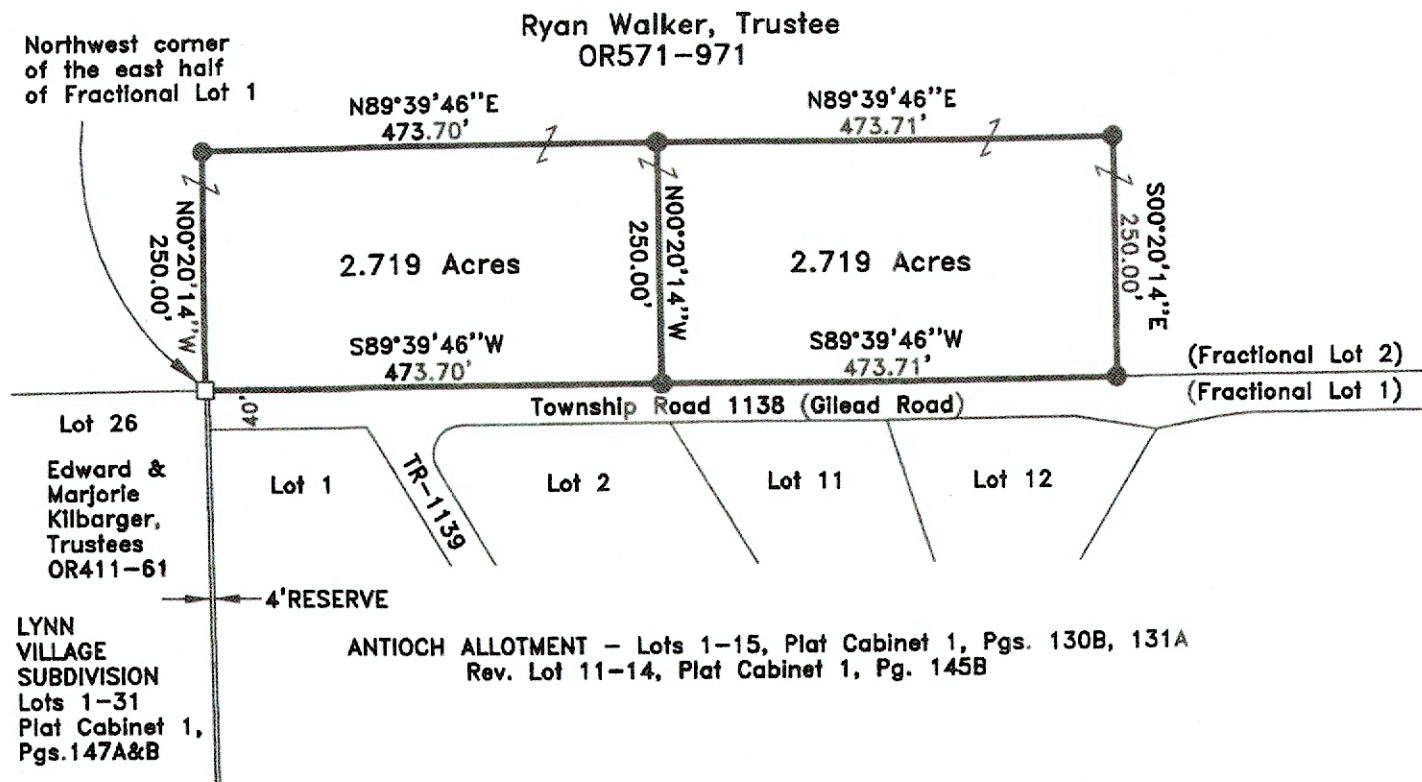 Ryan Walker, Trustee
OR571-971
Northwest corner
of the east half
of Fractional Lot 1
N89°39'46''E
473.70'
N89°39'46''E
473.71'
N00°20'14''W
250.00'
2.719 Acres
N00°20'14''W
250.00'
2.719 Acres
S00°20'14''E
250.00'
S89°39'46''W
473.70'
S89°39'46''W
473.71'
(Fractional Lot 2)
(Fractional Lot 1)
40'
Township Road 1138 (Gilead Road)
Lot 26
Edward &
Marjorie
Kilbarger,
Trustees
OR411-61
Lot 1
TR-1139
Lot 2
Lot 11
Lot 12
4'RESERVE
LYNN
VILLAGE
SUBDIVISION
Lots 1-31
Plat Cabinet 1,
Pgs.147A&B
ANTIOCH ALLOTMENT - Lots 1-15, Plat Cabinet 1, Pgs. 130B, 131A
Rev. Lot 11-14, Plat Cabinet 1, Pg. 145B